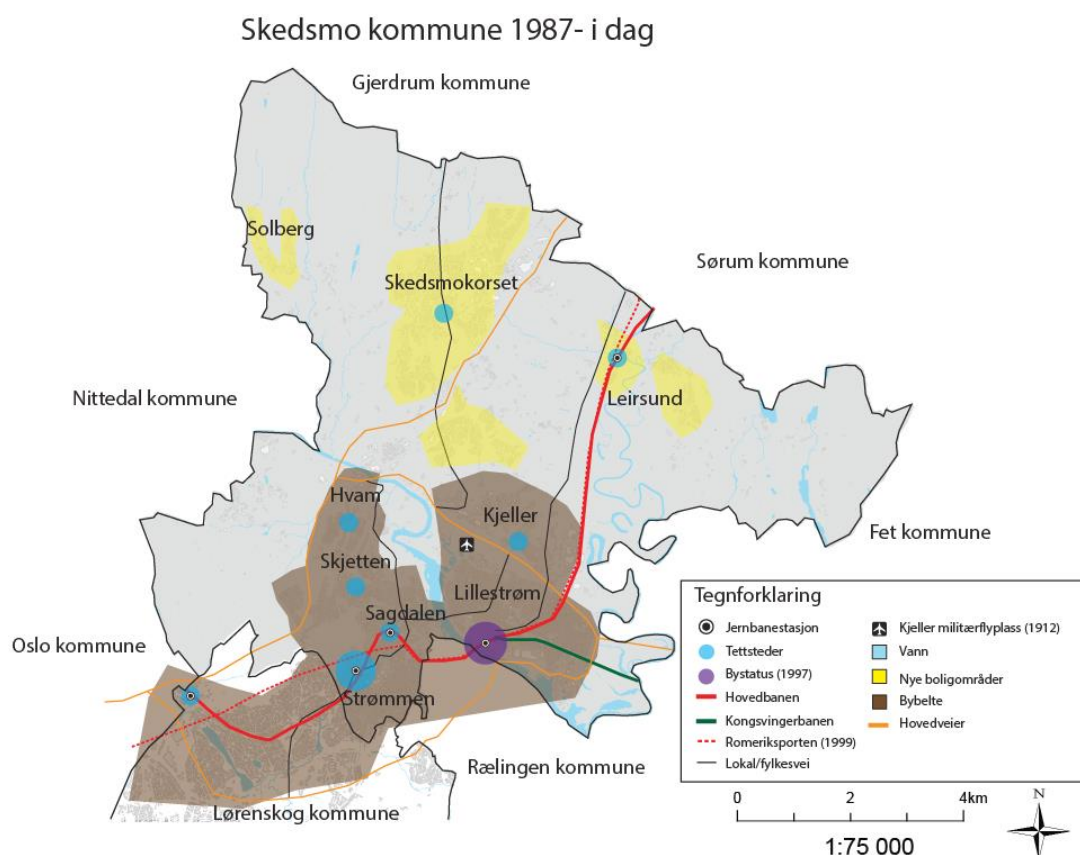 Skedsmo kommune 1987- i dag
Gjerdrum kommune
Solberg
Sørum kommune
Skedsmokorset
Nittedal kommune
Leirsund
Hvam
Kjeller
Fet kommune
Skjetten
Lillestrøm
Sagdalen
Oslo kommune
Strømmen
Rælingen kommune
Lørenskog kommune
Tegnforklaring
Jernbanestasjon
Tettsteder
Bystatus (1997)
Hovedbanen
Kongsvingerbanen
Romeriksporten (1999)
Lokal/fylkesvei
Kjeller militærflyplass (1912)
Vann
Nye boligområder
Bybelte
Hovedveier
0 2 4km
1:75 000
N